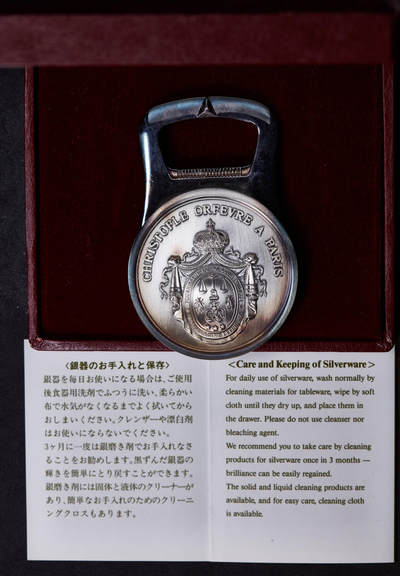 CHRISTOFLE ORFEVRE A PARIS
〈銀器のお手入れと保存〉
銀器を毎日お使いになる場合は、ご使用
後食器用洗剤でふつうに洗い、柔らかい
布で水気がなくなるまでよく拭いてから
おしまいください。クレンザーや漂白剤
はお使いにならないでください。
3ヶ月に一度は銀磨きでお手入れなさ
ることをお勧めします。黒ずんだ銀器の
輝きを簡単にとり戻すことができます。
銀磨き剤には固体と液体のクリーナーが
あり、簡単なお手入れのためのクリーニ
ングクロスもあります。
<Care and Keeping of Silverware>
For daily use of silverware, wash normally by
cleaning materials for tableware, wipe by soft
cloth until they dry up, and place them in
the drawer. Please do not use cleanser nor
bleaching agent.
We recommend you to take care by cleaning
products for silverware once in 3 months —
brilliance can be easily regained.
The solid and liquid cleaning products are
available, and for easy care, cleaning cloth
is available.